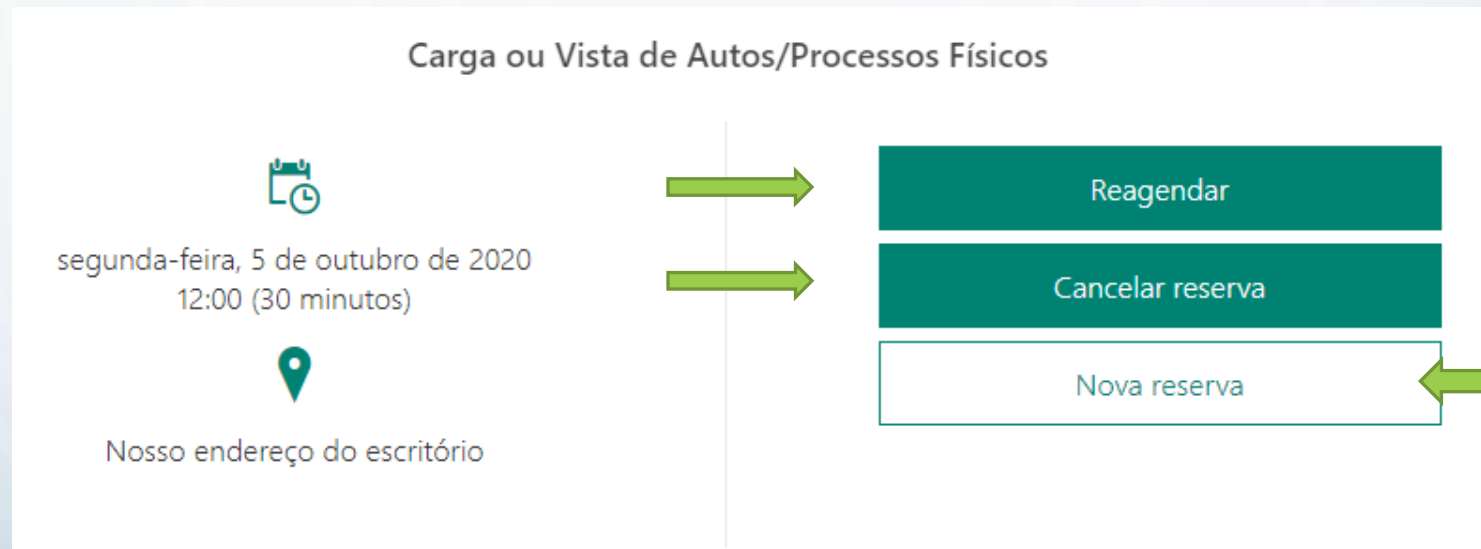 Carga ou Vista de Autos/Processos Físicos
segunda-feira, 5 de outubro de 2020
12:00 (30 minutos)
Nosso endereço do escritório
Reagendar
Cancelar reserva
Nova reserva